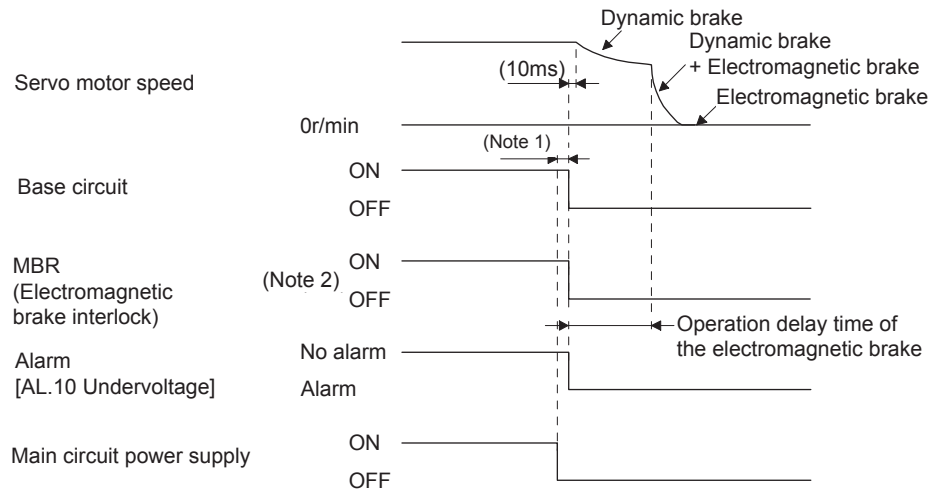 Dynamic brake
Dynamic brake
+ Electromagnetic brake
Servo motor speed
(10ms)
Electromagnetic brake
0r/min
(Note 1)
Base circuit
ON
OFF
MBR
(Electromagnetic
brake interlock)
(Note 2)
ON
OFF
Operation delay time of
the electromagnetic brake
Alarm
[AL.10 Undervoltage]
No alarm
Alarm
Main circuit power supply
ON
OFF